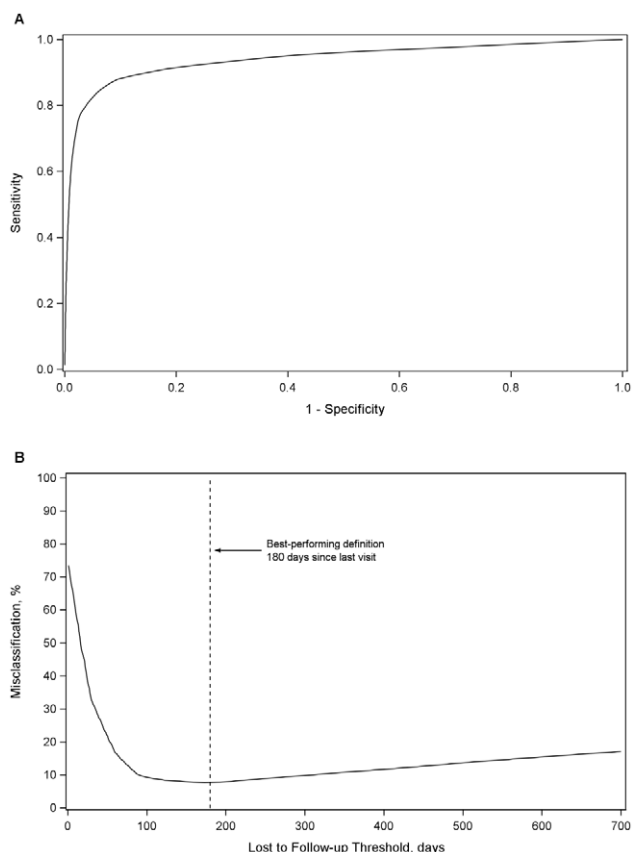 A
1.0
0.8
0.6
0.4
0.2
0.0
Sensitivity
0.0 0.2 0.4 0.6 0.8 1.0
1 - Specificity
B
100
90
80
70
60
50
40
30
20
10
0
Misclassification, %
Best-performing definition
180 days since last visit
0 100 200 300 400 500 600 700
Lost to Follow-up Threshold, days